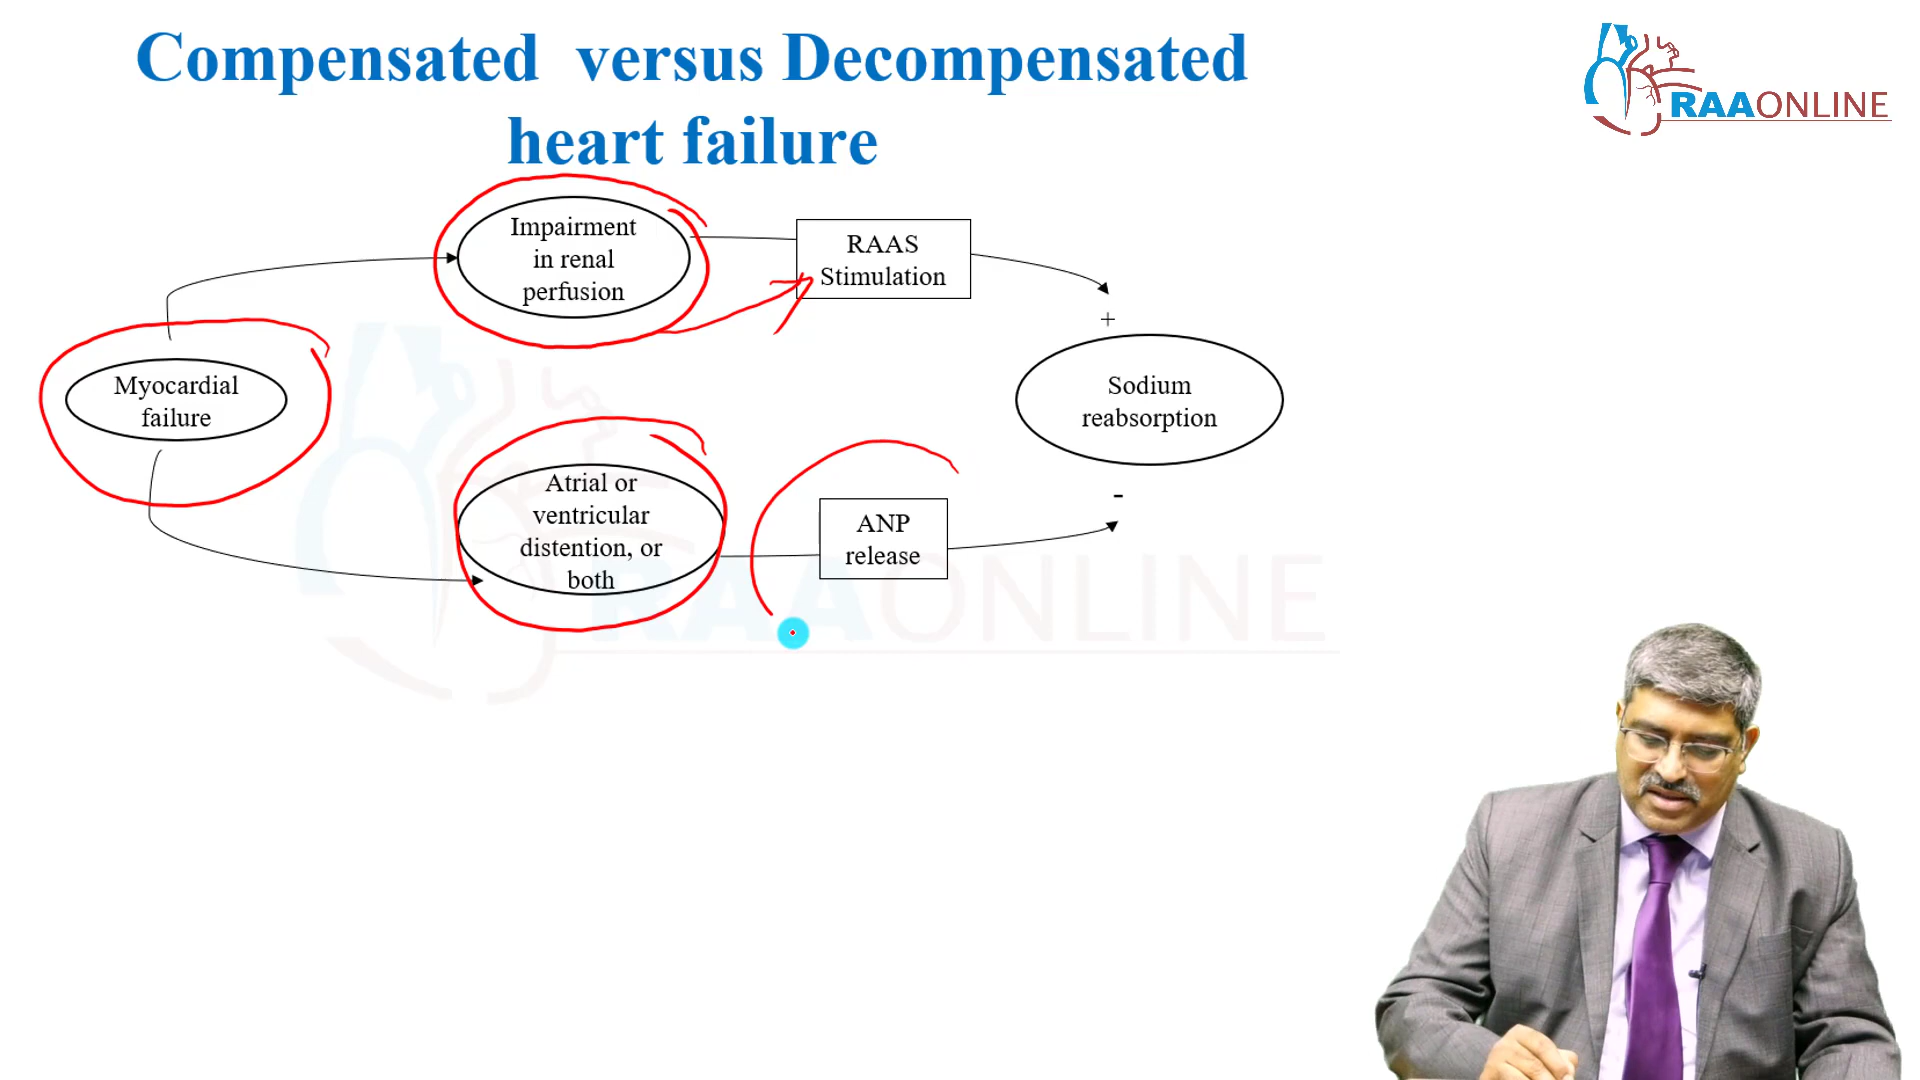 Compensated versus Decompensated
heart failure
RAAONLINE
Impairment
in renal
perfusion
RAAS
Stimulation
+
Myocardial
failure
Sodium
reabsorption
Atrial or
ventricular
distention, or
both
-
ANP
release
RAAONLINE